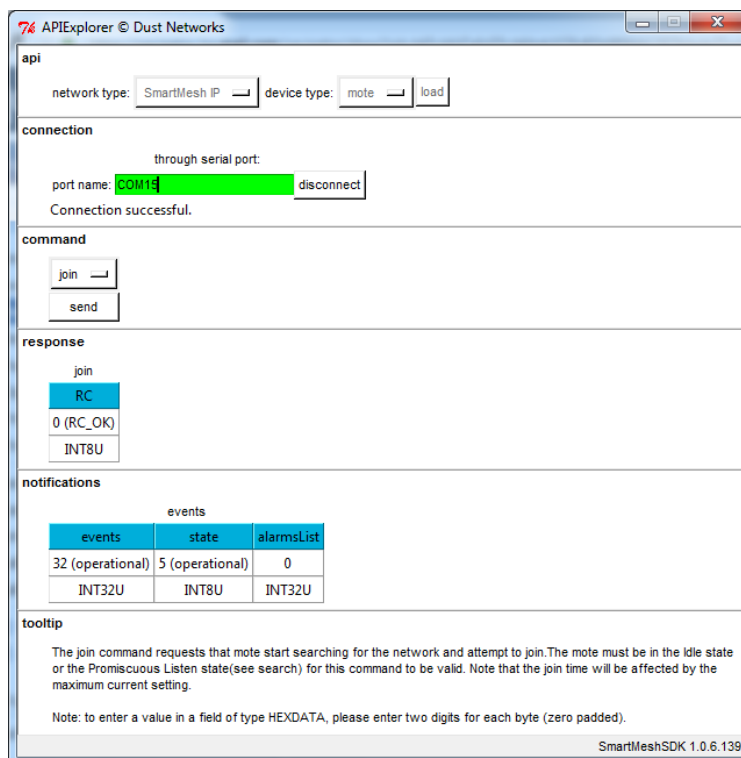 APIExplorer © Dust Networks
api
network type: SmartMesh IP device type: mote load
connection
through serial port:
port name: COM15 disconnect
Connection successful.
command
join
send
response
join
RC
0 (RC_OK)
INT8U
notifications
events
events state alarmsList
32 (operational) 5 (operational) 0
INT32U INT8U INT32U
tooltip
The join command requests that mote start searching for the network and attempt to join.The mote must be in the Idle state
or the Promiscuous Listen state(see search) for this command to be valid. Note that the join time will be affected by the
maximum current setting.
Note: to enter a value in a field of type HEXDATA, please enter two digits for each byte (zero padded).
SmartMeshSDK 1.0.6.139